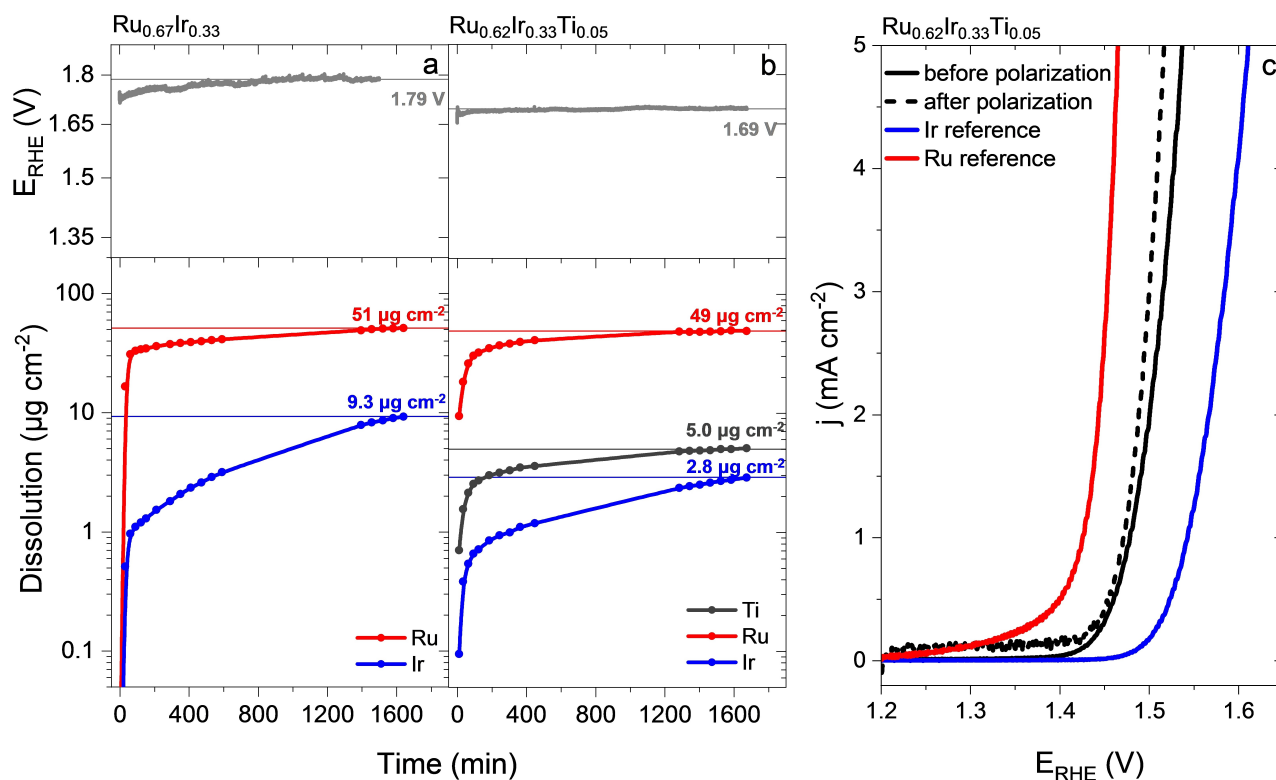 Ru0.67Ir0.33
Ru0.62Ir0.33Ti0.05
a
b
1.8
1.65
1.5
1.35
E_RHE (V)
1.79 V
1.69 V
100
10
1
0.1
Dissolution (µg cm-2)
51 µg cm-2
9.3 µg cm-2
Ru
Ir
49 µg cm-2
5.0 µg cm-2
2.8 µg cm-2
Ti
Ru
Ir
0 400 800 1200 1600
0 400 800 1200 1600
Time (min)
Ru0.62Ir0.33Ti0.05
c
before polarization
after polarization
Ir reference
Ru reference
5
4
3
2
1
0
j (mA cm-2)
1.2 1.3 1.4 1.5 1.6
E_RHE (V)